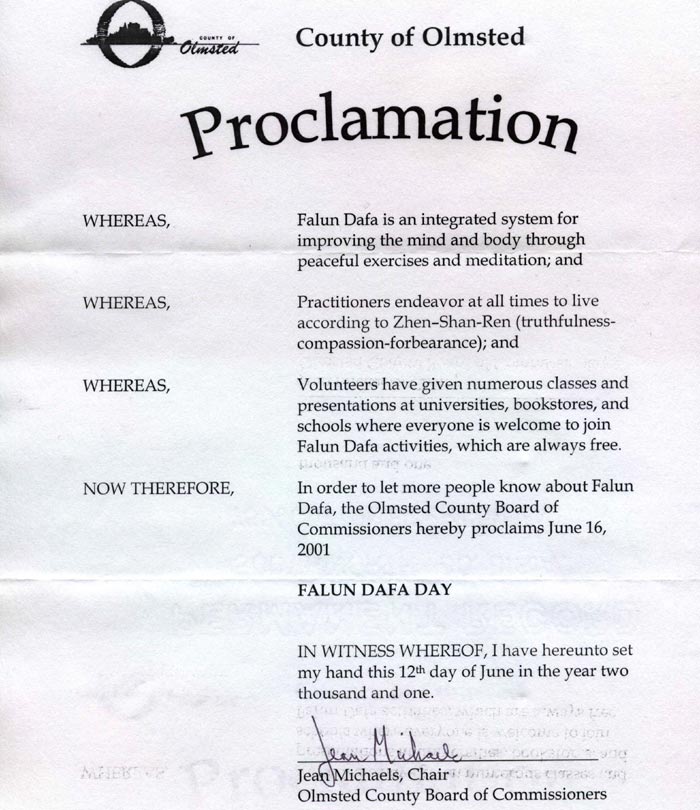 COUNTY OF
Olmsted
County of Olmsted
Proclamation
WHEREAS,
Falun Dafa is an integrated system for
improving the mind and body through
peaceful exercises and meditation; and
WHEREAS,
Practitioners endeavor at all times to live
according to Zhen–Shan-Ren (truthfulness-
compassion-forbearance); and
WHEREAS,
Volunteers have given numerous classes and
presentations at universities, bookstores, and
schools where everyone is welcome to join
Falun Dafa activities, which are always free.
NOW THEREFORE,
In order to let more people know about Falun
Dafa, the Olmsted County Board of
Commissioners hereby proclaims June 16,
2001
FALUN DAFA DAY
IN WITNESS WHEREOF, I have hereunto set
my hand this 12th day of June in the year two
thousand and one.
Jean Michaels
Jean Michaels, Chair
Olmsted County Board of Commissioners